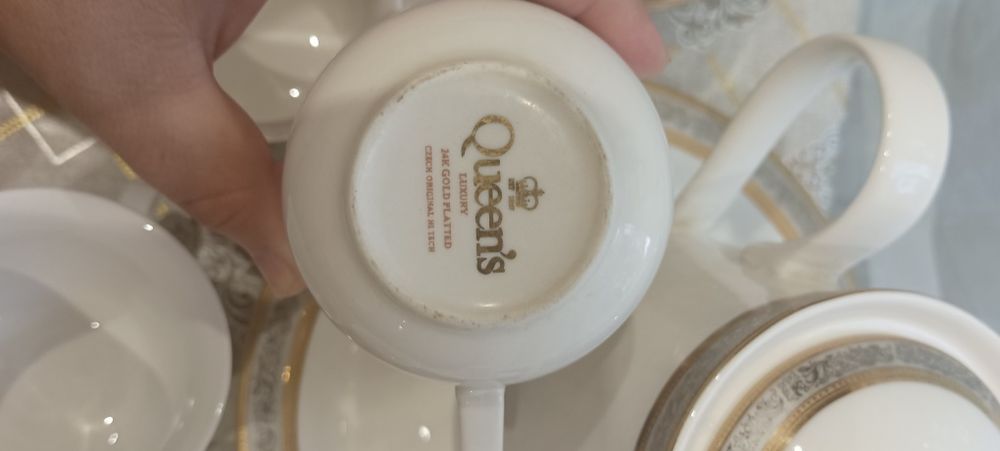 Queen's
LUXURY
24K GOLD PLATTED
CZECH ORIGINAL HI TECH